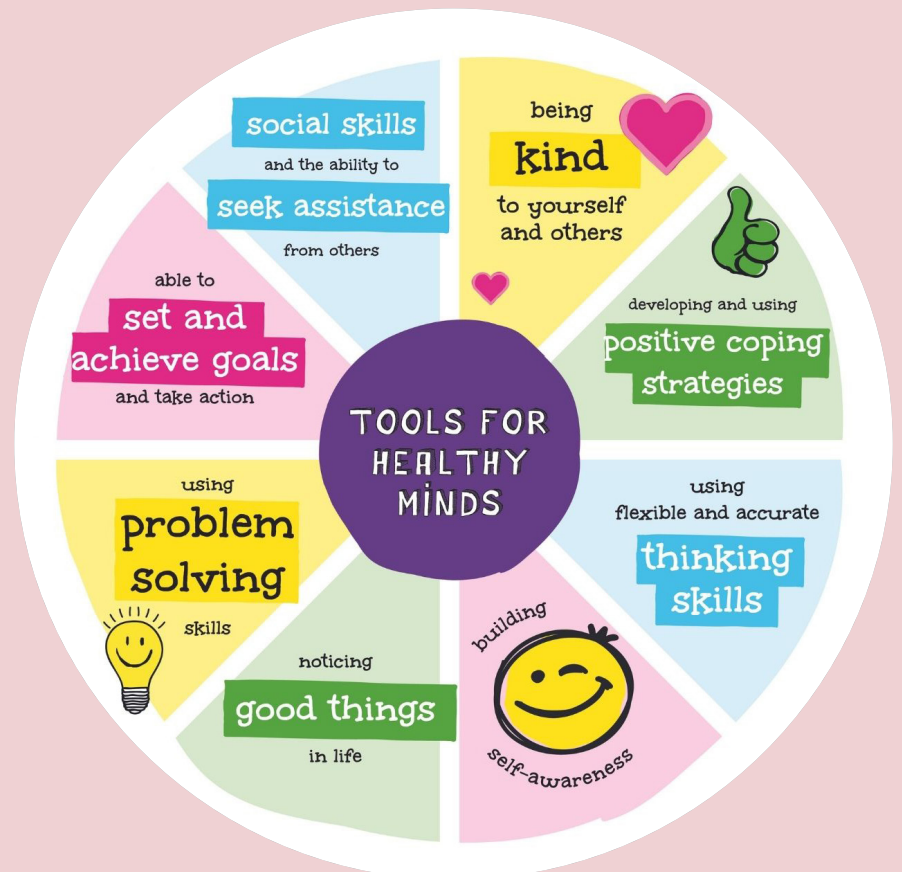 TOOLS FOR
HEALTHY
MINDS
being
kind
to yourself
and others
developing and using
positive coping
strategies
using
flexible and accurate
thinking
skills
building
self-awareness
noticing
good things
in life
using
problem
solving
skills
able to
set and
achieve goals
and take action
social skills
and the ability to
seek assistance
from others